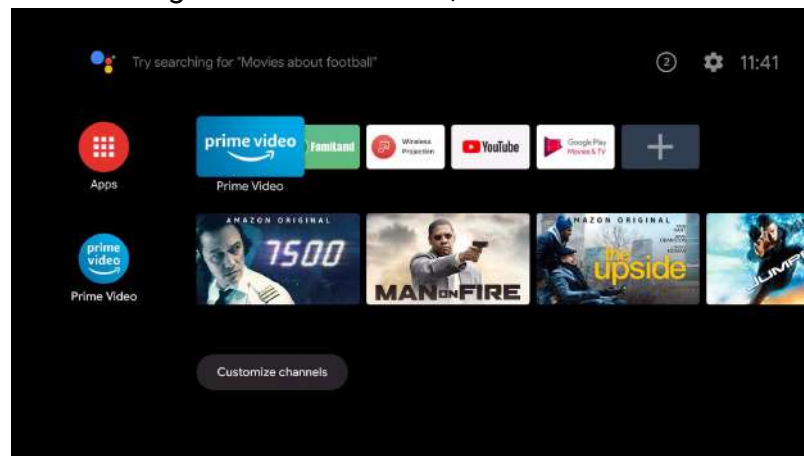 Try searching for "Movies about football"
2
11:41
prime video
Familand
Wireless
Projection
YouTube
Google Play
Movies & TV
Apps
Prime Video
AMAZON ORIGINAL
7500
MAN ON FIRE
AMAZON ORIGINAL
the
upside
JUMPE
prime
video
Prime Video
Customize channels